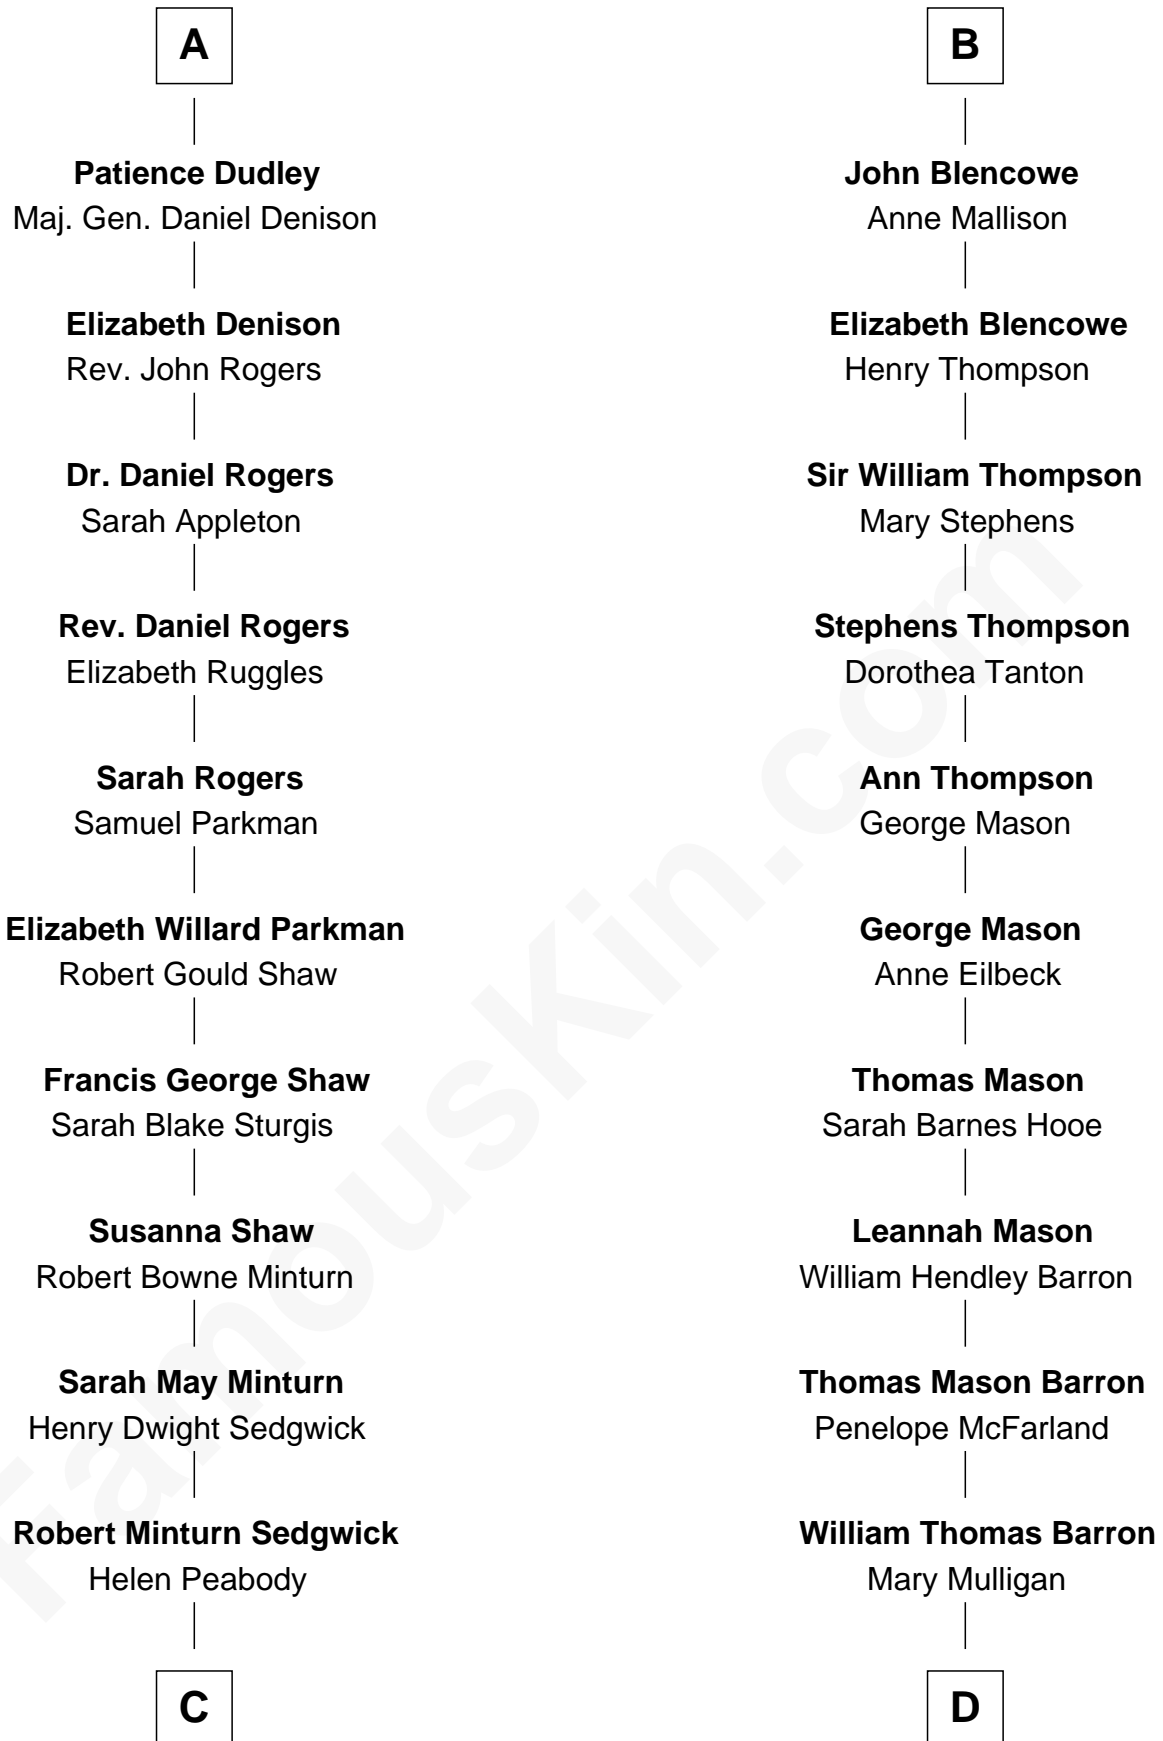 A
Patience Dudley
Maj. Gen. Daniel Denison
Elizabeth Denison
Rev. John Rogers
Dr. Daniel Rogers
Sarah Appleton
Rev. Daniel Rogers
Elizabeth Ruggles
Sarah Rogers
Samuel Parkman
Elizabeth Willard Parkman
Robert Gould Shaw
Francis George Shaw
Sarah Blake Sturgis
Susanna Shaw
Robert Bowne Minturn
Sarah May Minturn
Henry Dwight Sedgwick
Robert Minturn Sedgwick
Helen Peabody
C
B
John Blencowe
Anne Mallison
Elizabeth Blencowe
Henry Thompson
Sir William Thompson
Mary Stephens
Stephens Thompson
Dorothea Tanton
Ann Thompson
George Mason
George Mason
Anne Eilbeck
Thomas Mason
Sarah Barnes Hooe
Leannah Mason
William Hendley Barron
Thomas Mason Barron
Penelope McFarland
William Thomas Barron
Mary Mulligan
D
FamousKin.com